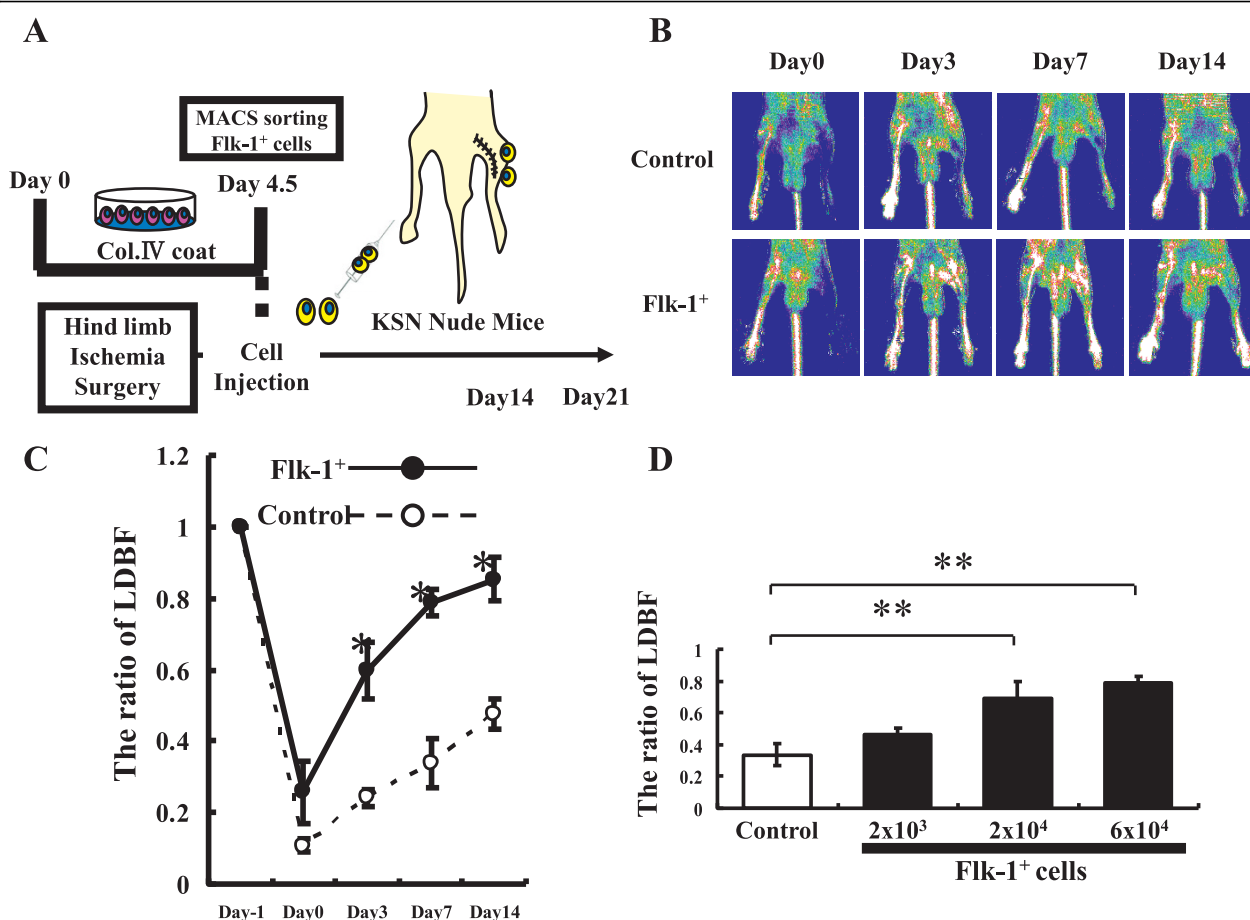 A
MACS sorting
Flk-1⁺ cells
Day 0
Day 4.5
Col.IV coat
Hind limb
Ischemia
Surgery
Cell
Injection
KSN Nude Mice
Day14 Day21
B
Day0 Day3 Day7 Day14
Control
Flk-1⁺
C
Flk-1⁺
Control
The ratio of LDBF
1.2
1
0.8
0.6
0.4
0.2
0
*
*
*
Day-1 Day0 Day3 Day7 Day14
D
**
**
The ratio of LDBF
1
0.8
0.6
0.4
0.2
0
Control 2x10³ 2x10⁴ 6x10⁴
Flk-1⁺ cells